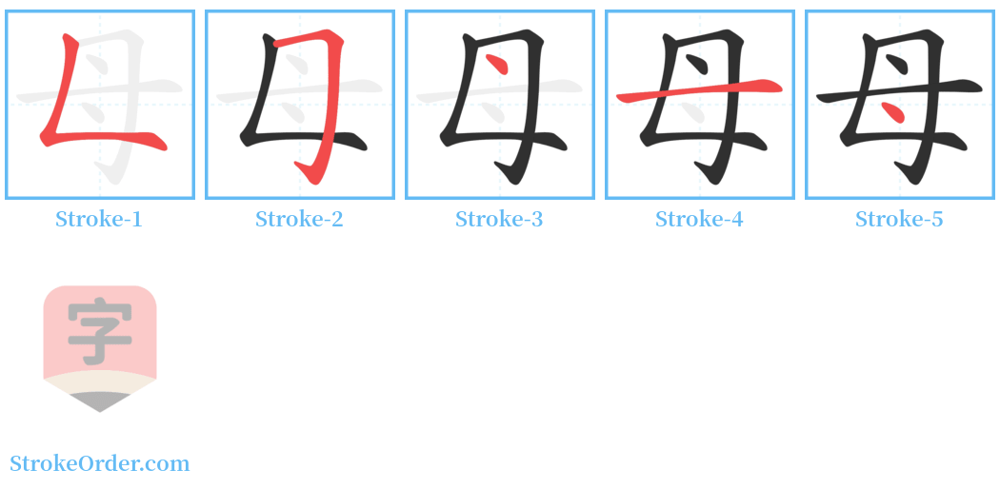 母 母 母 母 母
Stroke-1 Stroke-2 Stroke-3 Stroke-4 Stroke-5
字
StrokeOrder.com